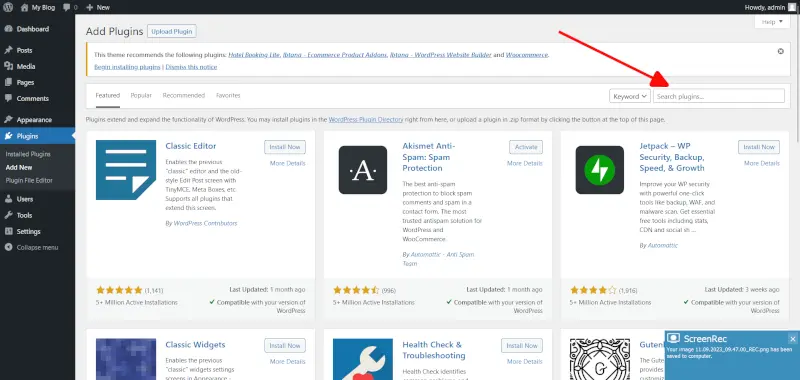 My Blog 0 New Howdy, admin
Dashboard
Posts
Media
Pages
Comments
Appearance
Plugins
Installed Plugins
Add New
Plugin File Editor
Users
Tools
Settings
Collapse menu
Add Plugins Upload Plugin
Help
This theme recommends the following plugins: Hotel Booking Lite, Ibtana - Ecommerce Product Addons, Ibtana - WordPress Website Builder and Woocommerce.
Begin installing plugins | Dismiss this notice
Featured Popular Recommended Favorites Keyword Search plugins...
Plugins extend and expand the functionality of WordPress. You may install plugins in the WordPress Plugin Directory right from here, or upload a plugin in .zip format by clicking the button at the top of this page.
Classic Editor
Install Now
More Details
Enables the previous
"classic" editor and the old-
style Edit Post screen with
TinyMCE, Meta Boxes, etc.
Supports all plugins that
extend this screen.
By WordPress Contributors
(1,141)
5+ Million Active Installations
Last Updated: 1 month ago
Compatible with your version of
WordPress
Akismet Anti-
Spam: Spam
Protection
Activate
More Details
The best anti-spam
protection to block spam
comments and spam in a
contact form. The most
trusted antispam solution for
WordPress and
WooCommerce.
By Automattic - Anti Spam
Team
(996)
5+ Million Active Installations
Last Updated: 1 month ago
Compatible with your version of
WordPress
Jetpack – WP
Security, Backup,
Speed, & Growth
Install Now
More Details
Improve your WP security
with powerful one-click
tools like backup, WAF, and
malware scan. Get essential
free tools including stats,
CDN and social in ...
By Automattic
(1,916)
5+ Million Active Installations
Last Updated: 3 weeks ago
Compatible with your version of
WordPress
Classic Widgets
Install Now
More Details
Enables the previous
"classic" widgets settings
screens in Appearance -
Health Check &
Troubleshooting
Install Now
More Details
Health Check identifies
Guten
The Gute
ScreenRec
Your image 11.09.2023_09.47.00_REC.png has been
saved to computer.